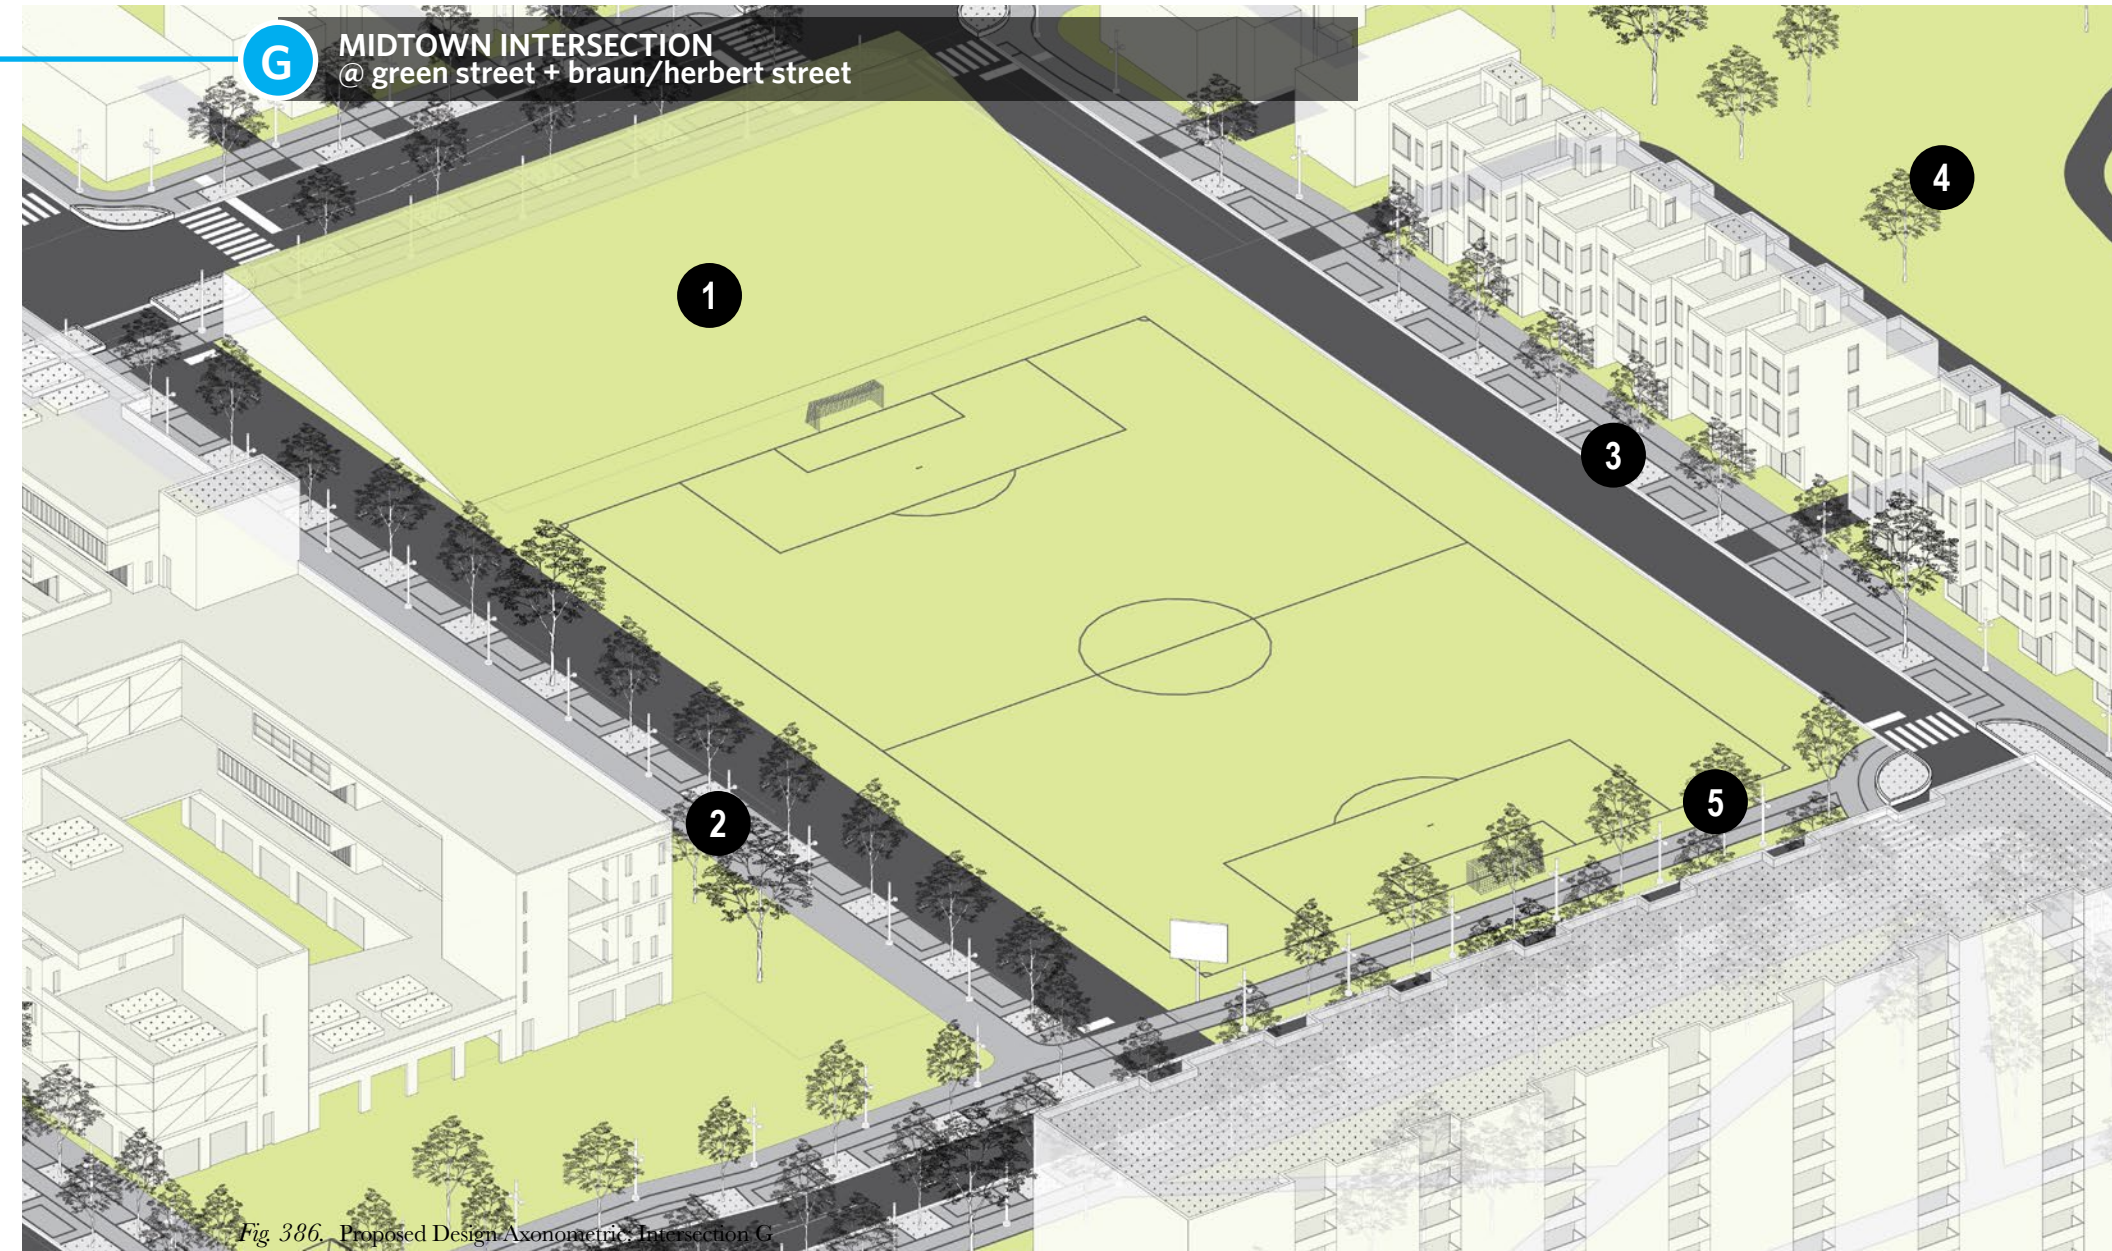 G
MIDTOWN INTERSECTION
@ green street + braun/herbert street
4
1
3
5
2
Fig. 386. Proposed Design Axonometric, Intersection G